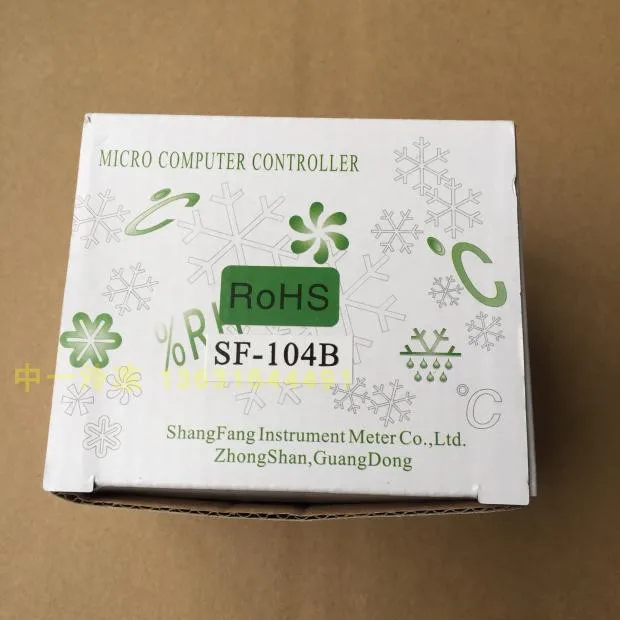 MICRO COMPUTER CONTROLLER
°C
°C
RoHS
%R
SF-104B
°C
ShangFang Instrument Meter Co.,Ltd.
ZhongShan,GuangDong